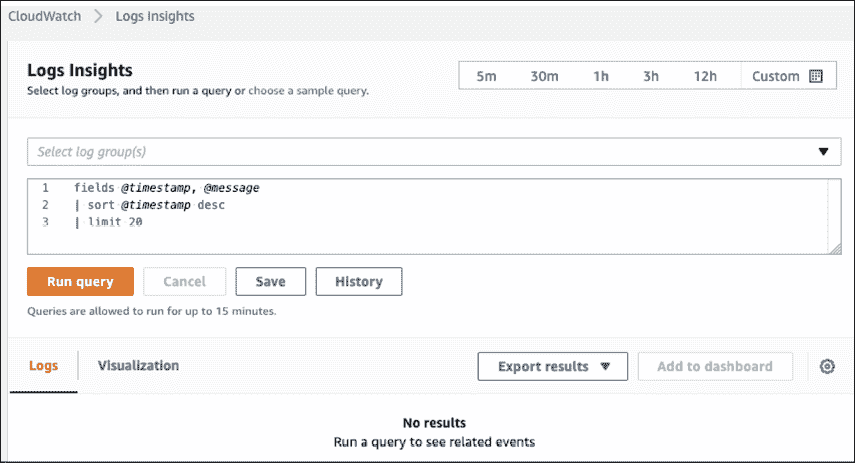 CloudWatch > Logs Insights
Logs Insights
Select log groups, and then run a query or choose a sample query.
5m 30m 1h 3h 12h Custom
Select log group(s)
1 fields @timestamp, @message
2 | sort @timestamp desc
3 | limit 20
Run query Cancel Save History
Queries are allowed to run for up to 15 minutes.
Logs Visualization Export results Add to dashboard
No results
Run a query to see related events